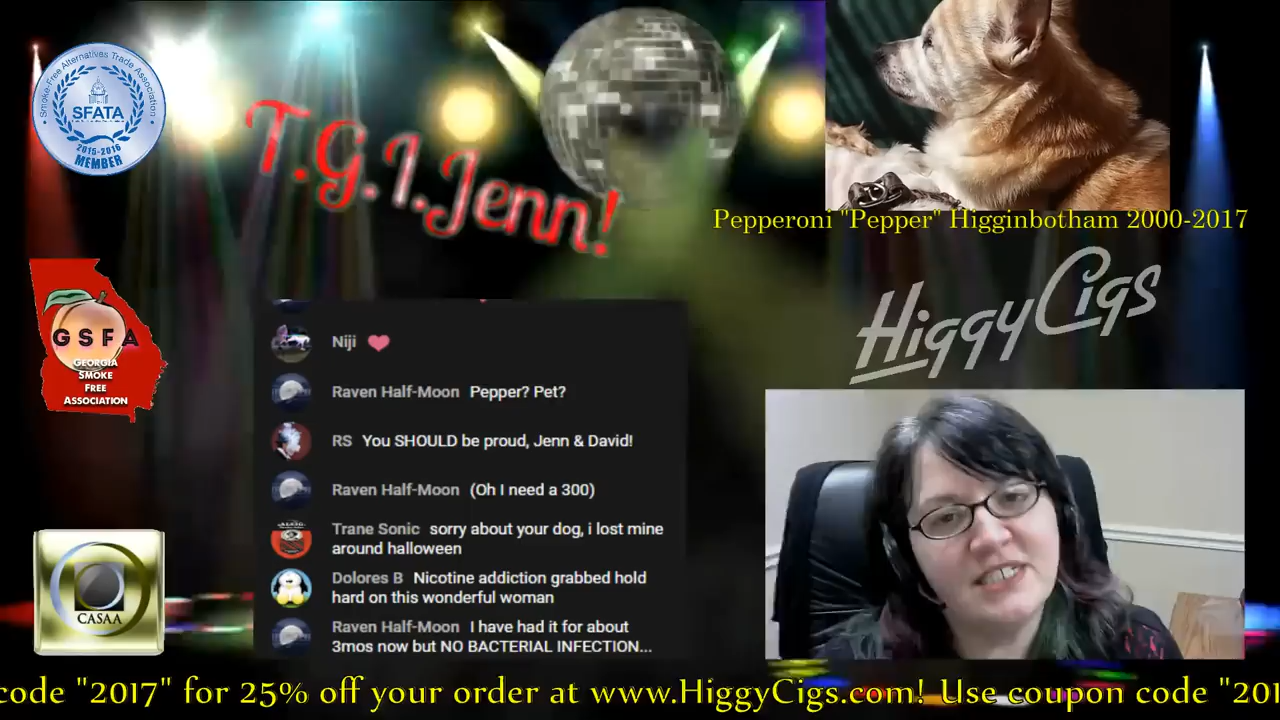 Smoke-Free Alternatives Trade Association
SFATA
2015-2016
MEMBER
T.G.I.Jenn!
Pepperoni "Pepper" Higginbotham 2000-2017
HiggyCigs
GSFA
GEORGIA
SMOKE
FREE
ASSOCIATION
Niji
Raven Half-Moon Pepper? Pet?
RS You SHOULD be proud, Jenn & David!
Raven Half-Moon (Oh I need a 300)
Trane Sonic sorry about your dog, i lost mine
around halloween
Dolores B Nicotine addiction grabbed hold
hard on this wonderful woman
Raven Half-Moon I have had it for about
3mos now but NO BACTERIAL INFECTION...
CASAA
code "2017" for 25% off your order at www.HiggyCigs.com! Use coupon code "201